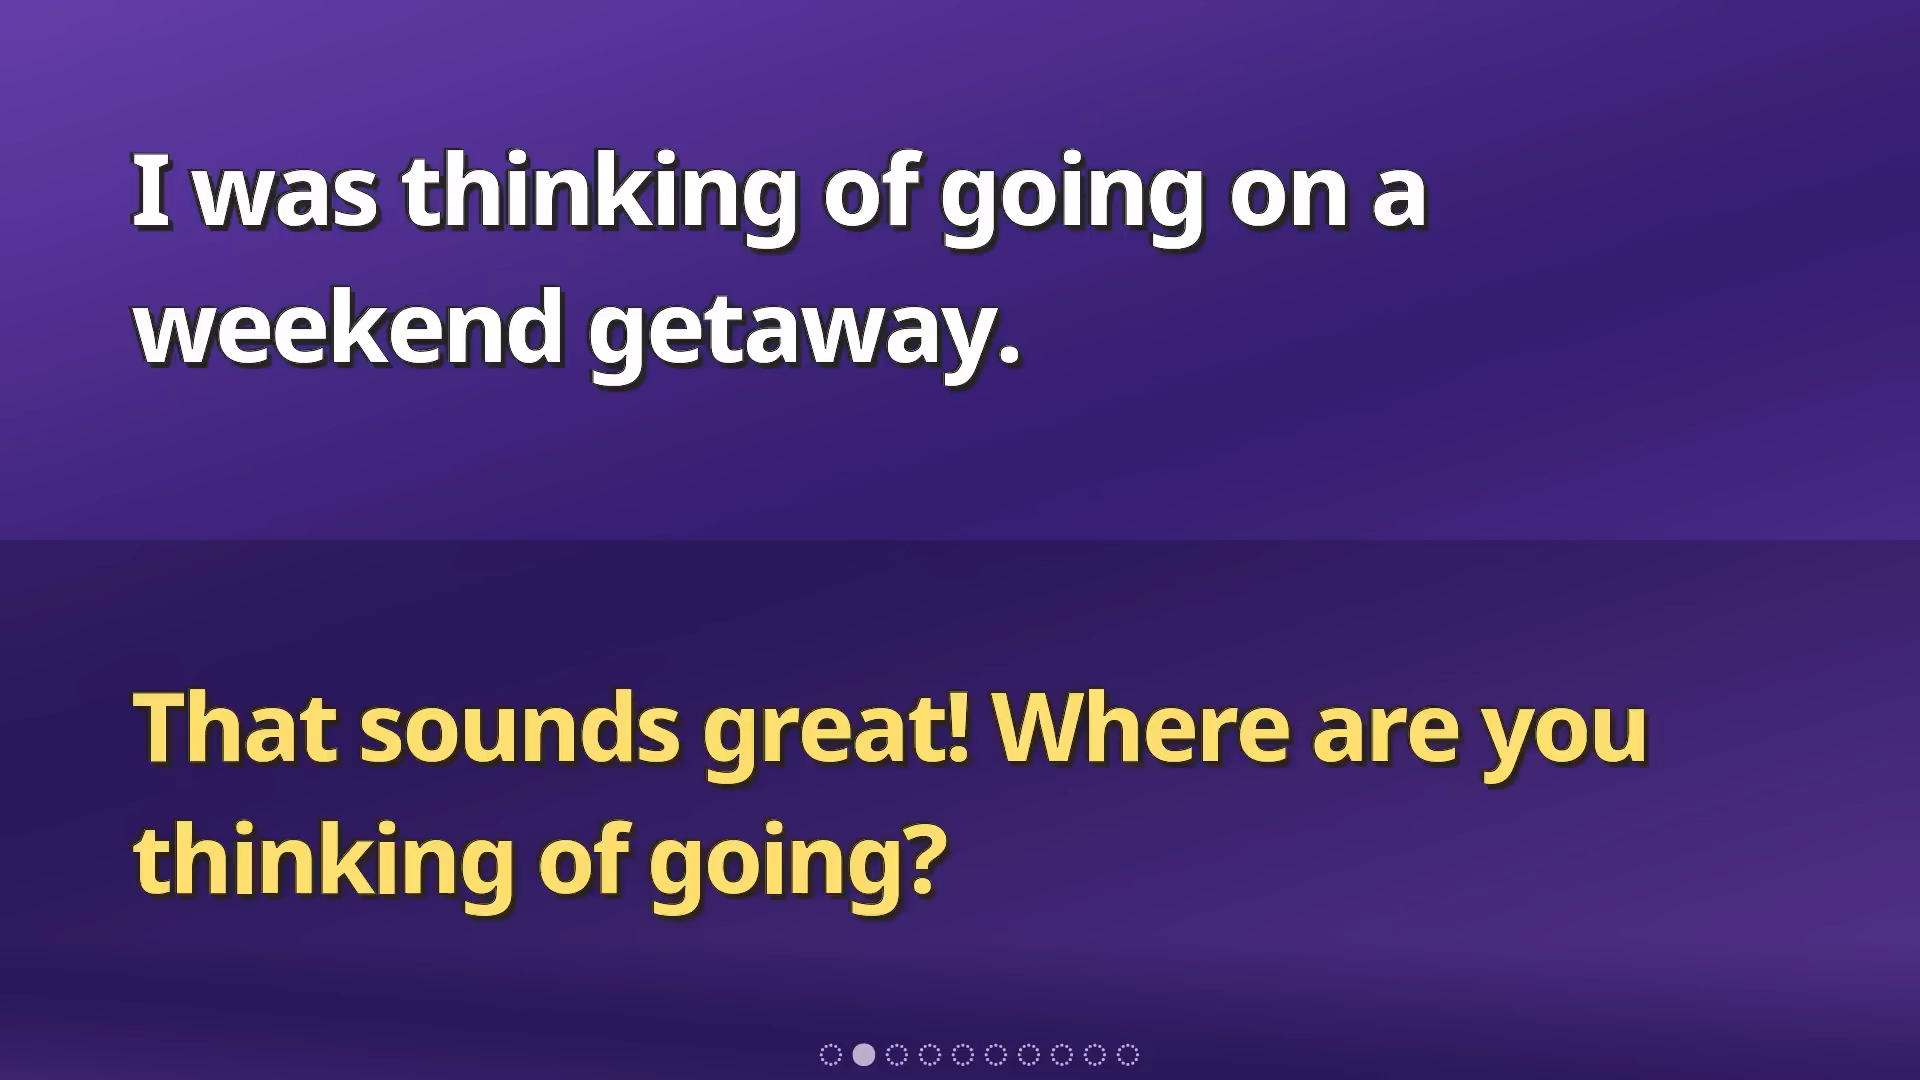 I was thinking of going on a
weekend getaway.
That sounds great! Where are you
thinking of going?